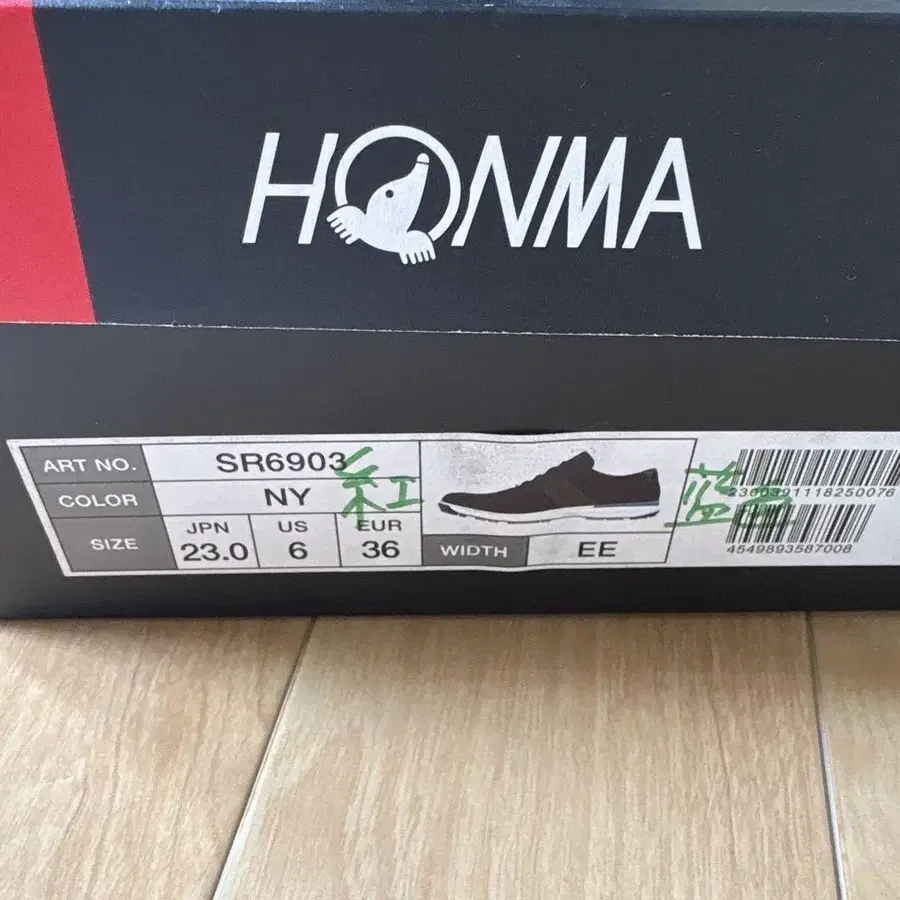 HONMA
ART NO. SR6903
COLOR NY 紅
SIZE JPN 23.0 US 6 EUR 36
WIDTH EE
蓝
2300391118250076
4549893587008